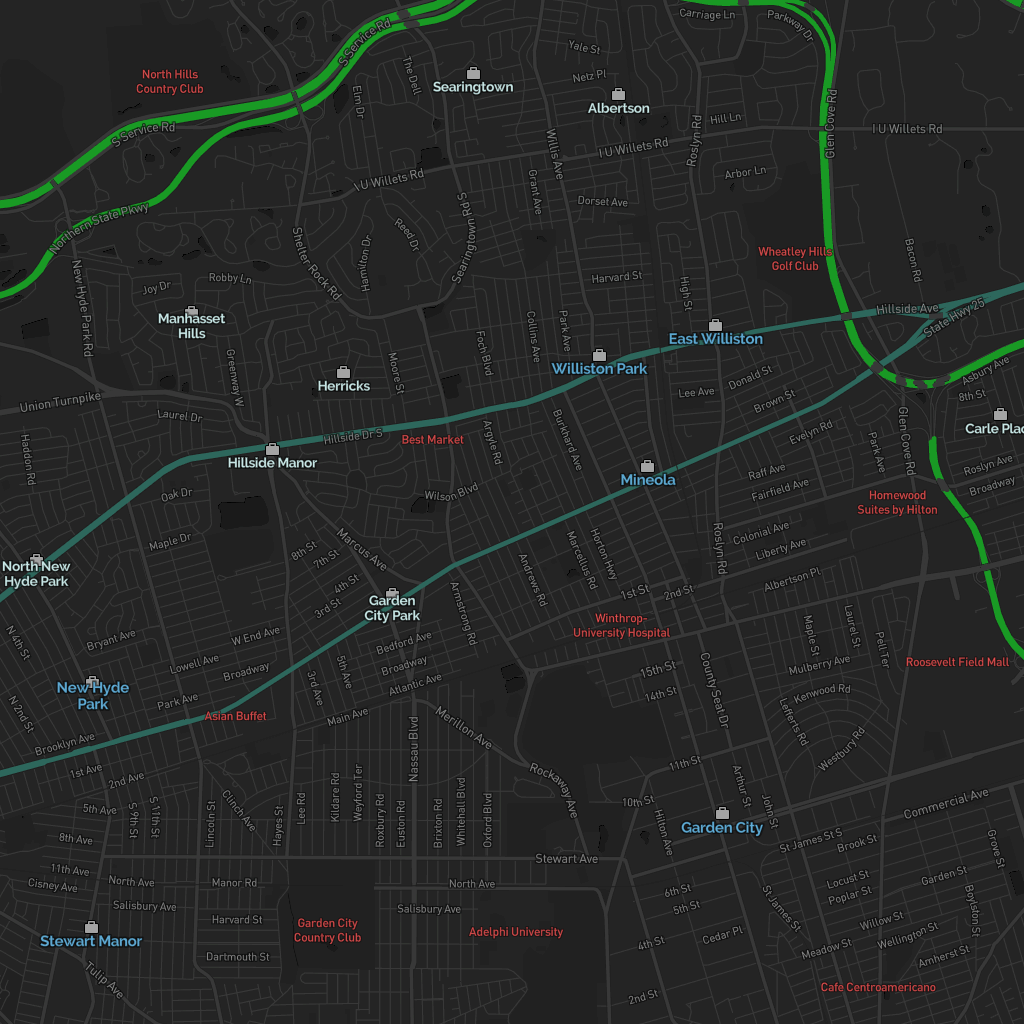 Carriage Ln
Parkway Dr
S Service Rd
Yale St
The Dell
North Hills
Country Club
Searingtown
Netz Pl
Elm Dr
Albertson
Glen Cove Rd
Hill Ln
I U Willets Rd
S Service Rd
Willis Ave
Roslyn Rd
I U Willets Rd
I U Willets Rd
Arbor Ln
Grant Ave
Dorset Ave
Northern State Pkwy
Searingtown Rd S
Reed Dr
Hamilton Dr
Shelter Rock Rd
Wheatley Hills
Golf Club
Bacon Rd
New Hyde Park Rd
Robby Ln
Joy Dr
Harvard St
High St
Hillside Ave
State Hwy 25
Manhasset
Hills
Collins Ave
Park Ave
Foch Blvd
East Williston
Williston Park
Greenway W
Moore St
Herricks
Donald St
Lee Ave
Asbury Ave
8th St
Union Turnpike
Laurel Dr
Brown St
Carle Plac
Hillside Dr S
Best Market
Argyle Rd
Burkhard Ave
Evelyn Rd
Park Ave
Glen Cove Rd
Haddon Rd
Hillside Manor
Mineola
Raff Ave
Fairfield Ave
Roslyn Ave
Broadway
Oak Dr
Wilson Blvd
Homewood
Suites by Hilton
Maple Dr
Marcus Ave
8th St
7th St
Colonial Ave
Liberty Ave
Roslyn Rd
Horton Hwy
Marcellus Rd
North New
Hyde Park
4th St
3rd St
Garden
City Park
Andrews Rd
Armstrong Rd
1st St
2nd St
Albertson Pl
N 4th St
Bryant Ave
W End Ave
Bedford Ave
Winthrop-
University Hospital
Maple St
Laurel St
Pell Ter
Lowell Ave
Broadway
5th Ave
Broadway
Atlantic Ave
15th St
Mulberry Ave
Roosevelt Field Mall
New Hyde
Park
Park Ave
3rd Ave
14th St
County Seat Dr
Kenwood Rd
Lefferts Rd
N 2nd St
Asian Buffet
Main Ave
Merillon Ave
Brooklyn Ave
Nassau Blvd
Westbury Rd
1st Ave
2nd Ave
Rockaway Ave
11th St
Arthur St
John St
5th Ave
S 9th St
S 11th St
Lincoln St
Clinch Ave
Hayes St
Lee Rd
Kildare Rd
Weyford Ter
Roxbury Rd
Euston Rd
Brixton Rd
Whitehall Blvd
Oxford Blvd
10th St
Hilton Ave
Garden City
Commercial Ave
8th Ave
St James St S
Brook St
Grove St
Stewart Ave
11th Ave
Cisney Ave
North Ave
Manor Rd
North Ave
6th St
Locust St
Poplar St
Garden St
Boylston St
Salisbury Ave
Harvard St
Salisbury Ave
5th St
St James St
Garden City
Country Club
Adelphi University
Stewart Manor
4th St
Cedar Pl
Willow St
Wellington St
Meadow St
Amherst St
Dartmouth St
Tulip Ave
2nd St
Cafe Centroamericano